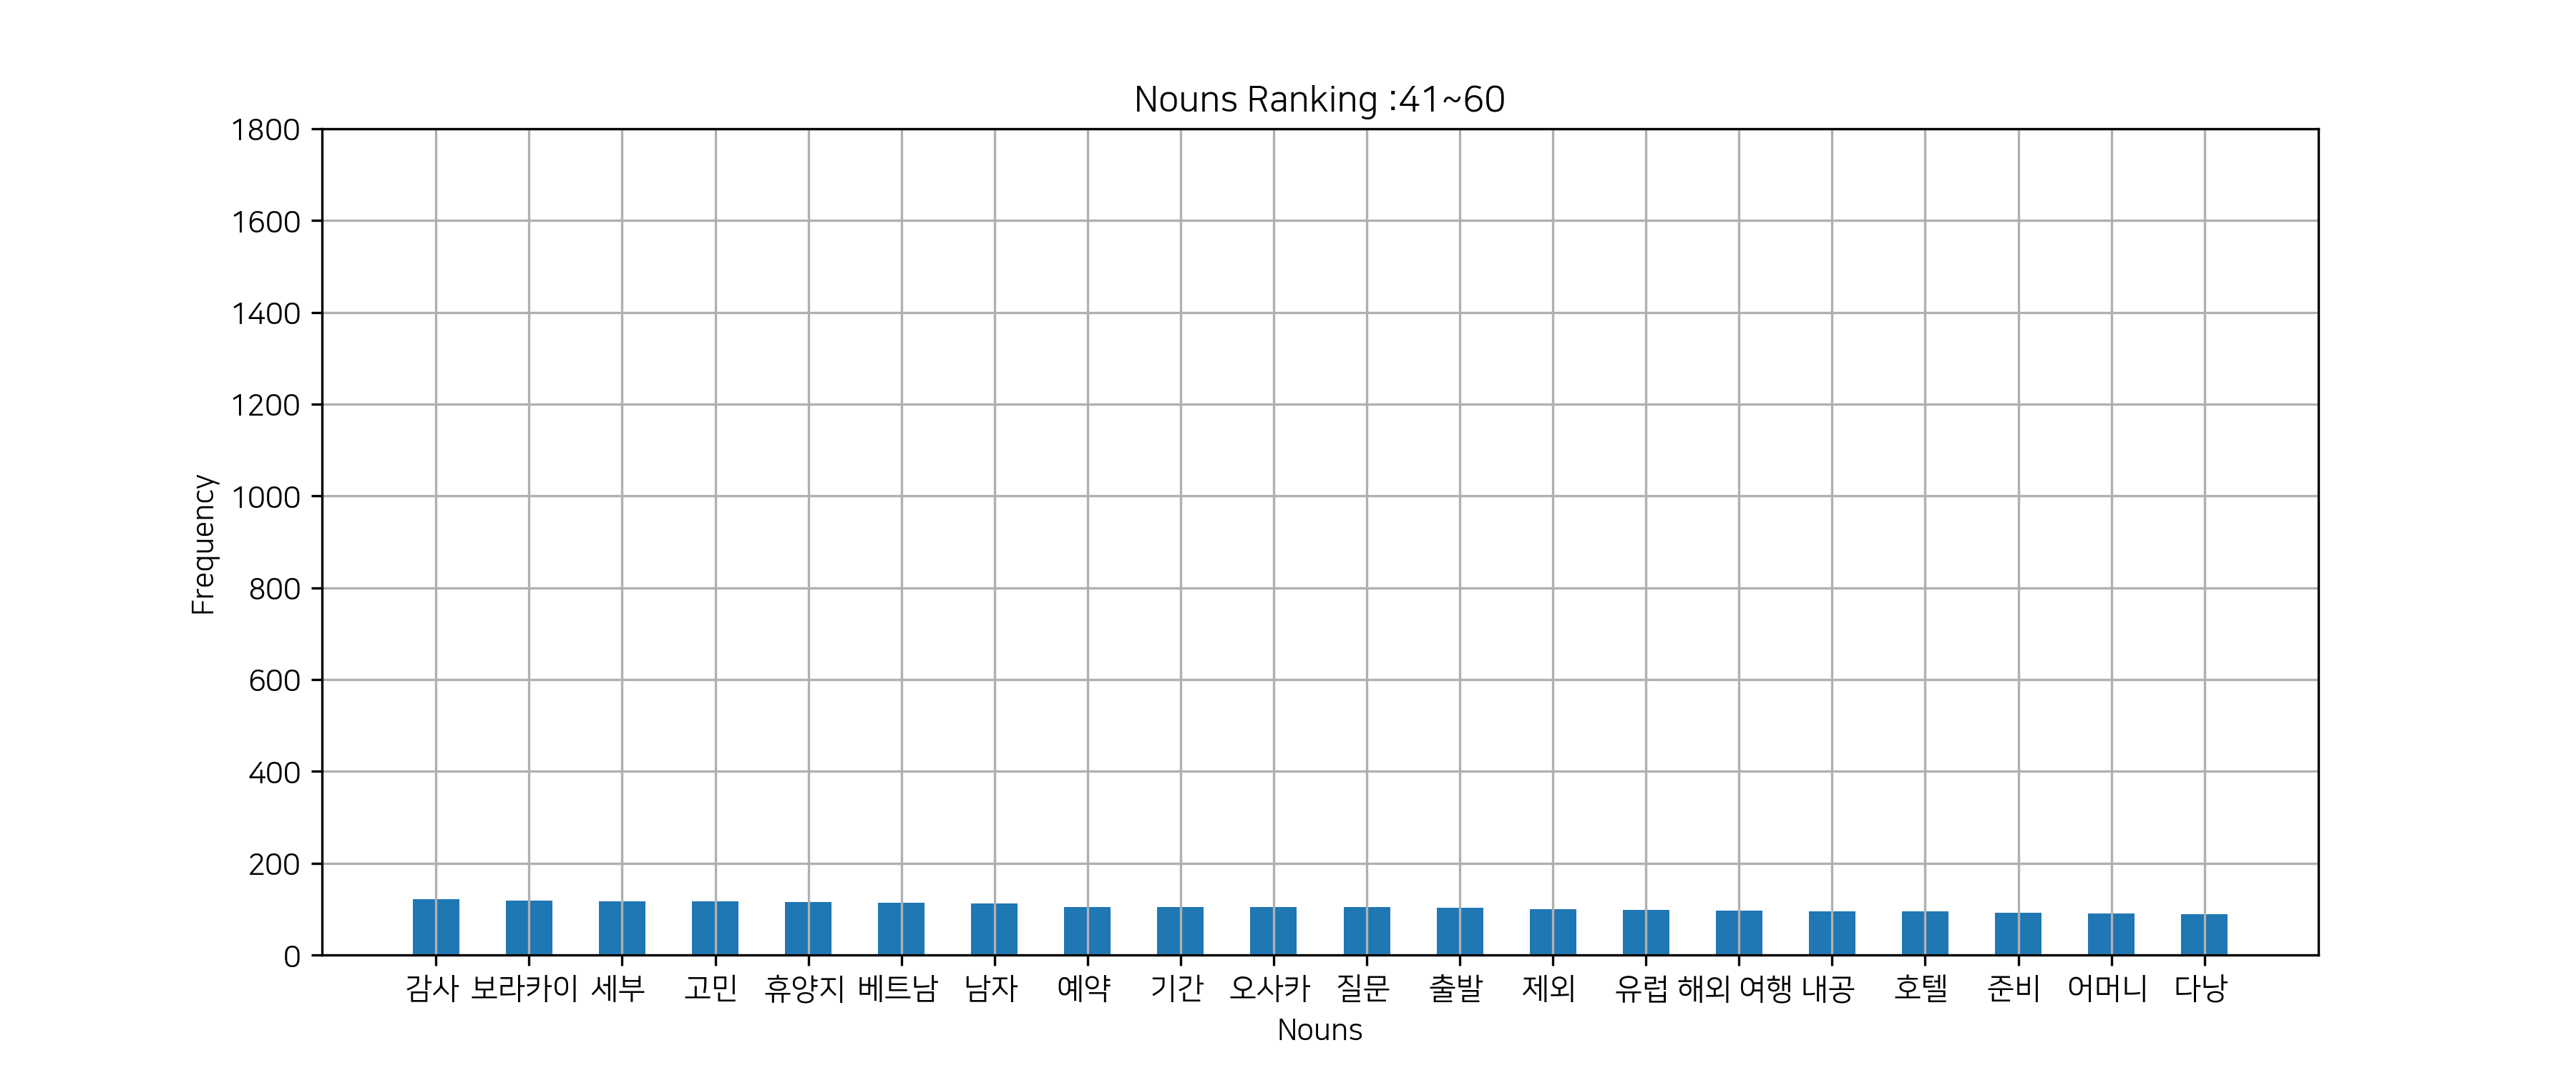 Nouns Ranking :41~60
1800
1600
1400
1200
1000
800
600
400
200
0
Frequency
감사 보라카이 세부 고민 휴양지 베트남 남자 예약 기간 오사카 질문 출발 제외 유럽 해외 여행 내공 호텔 준비 어머니 다낭
Nouns